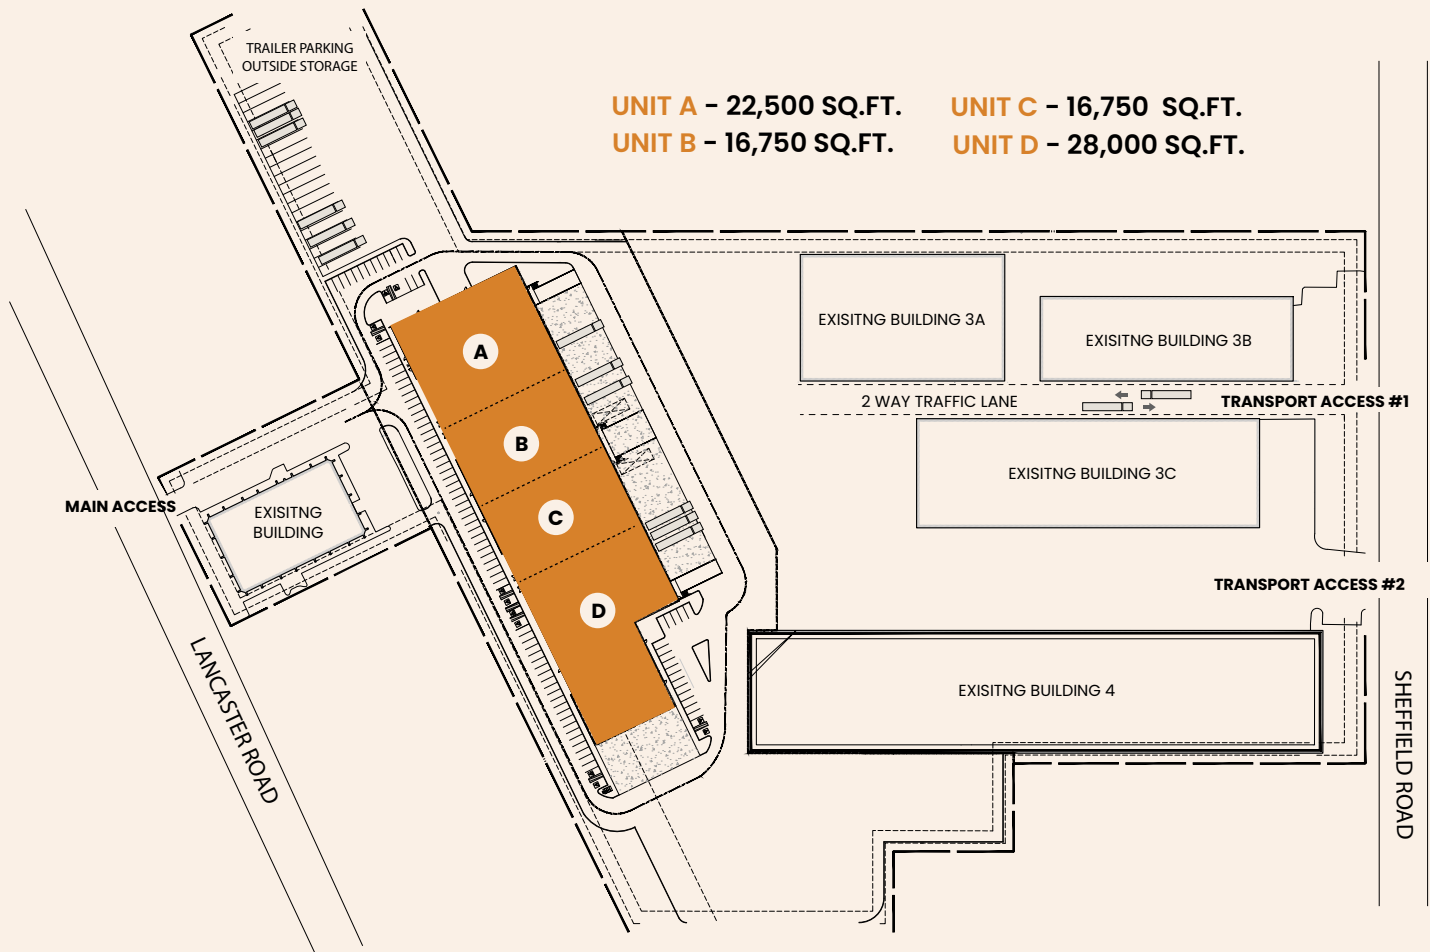 TRAILER PARKING
OUTSIDE STORAGE
UNIT A - 22,500 SQ.FT.
UNIT B - 16,750 SQ.FT.
UNIT C - 16,750 SQ.FT.
UNIT D - 28,000 SQ.FT.
A
B
C
D
EXISITNG BUILDING 3A
EXISITNG BUILDING 3B
2 WAY TRAFFIC LANE
TRANSPORT ACCESS #1
EXISITNG BUILDING 3C
MAIN ACCESS
EXISITNG
BUILDING
TRANSPORT ACCESS #2
EXISITNG BUILDING 4
LANCASTER ROAD
SHEFFIELD ROAD